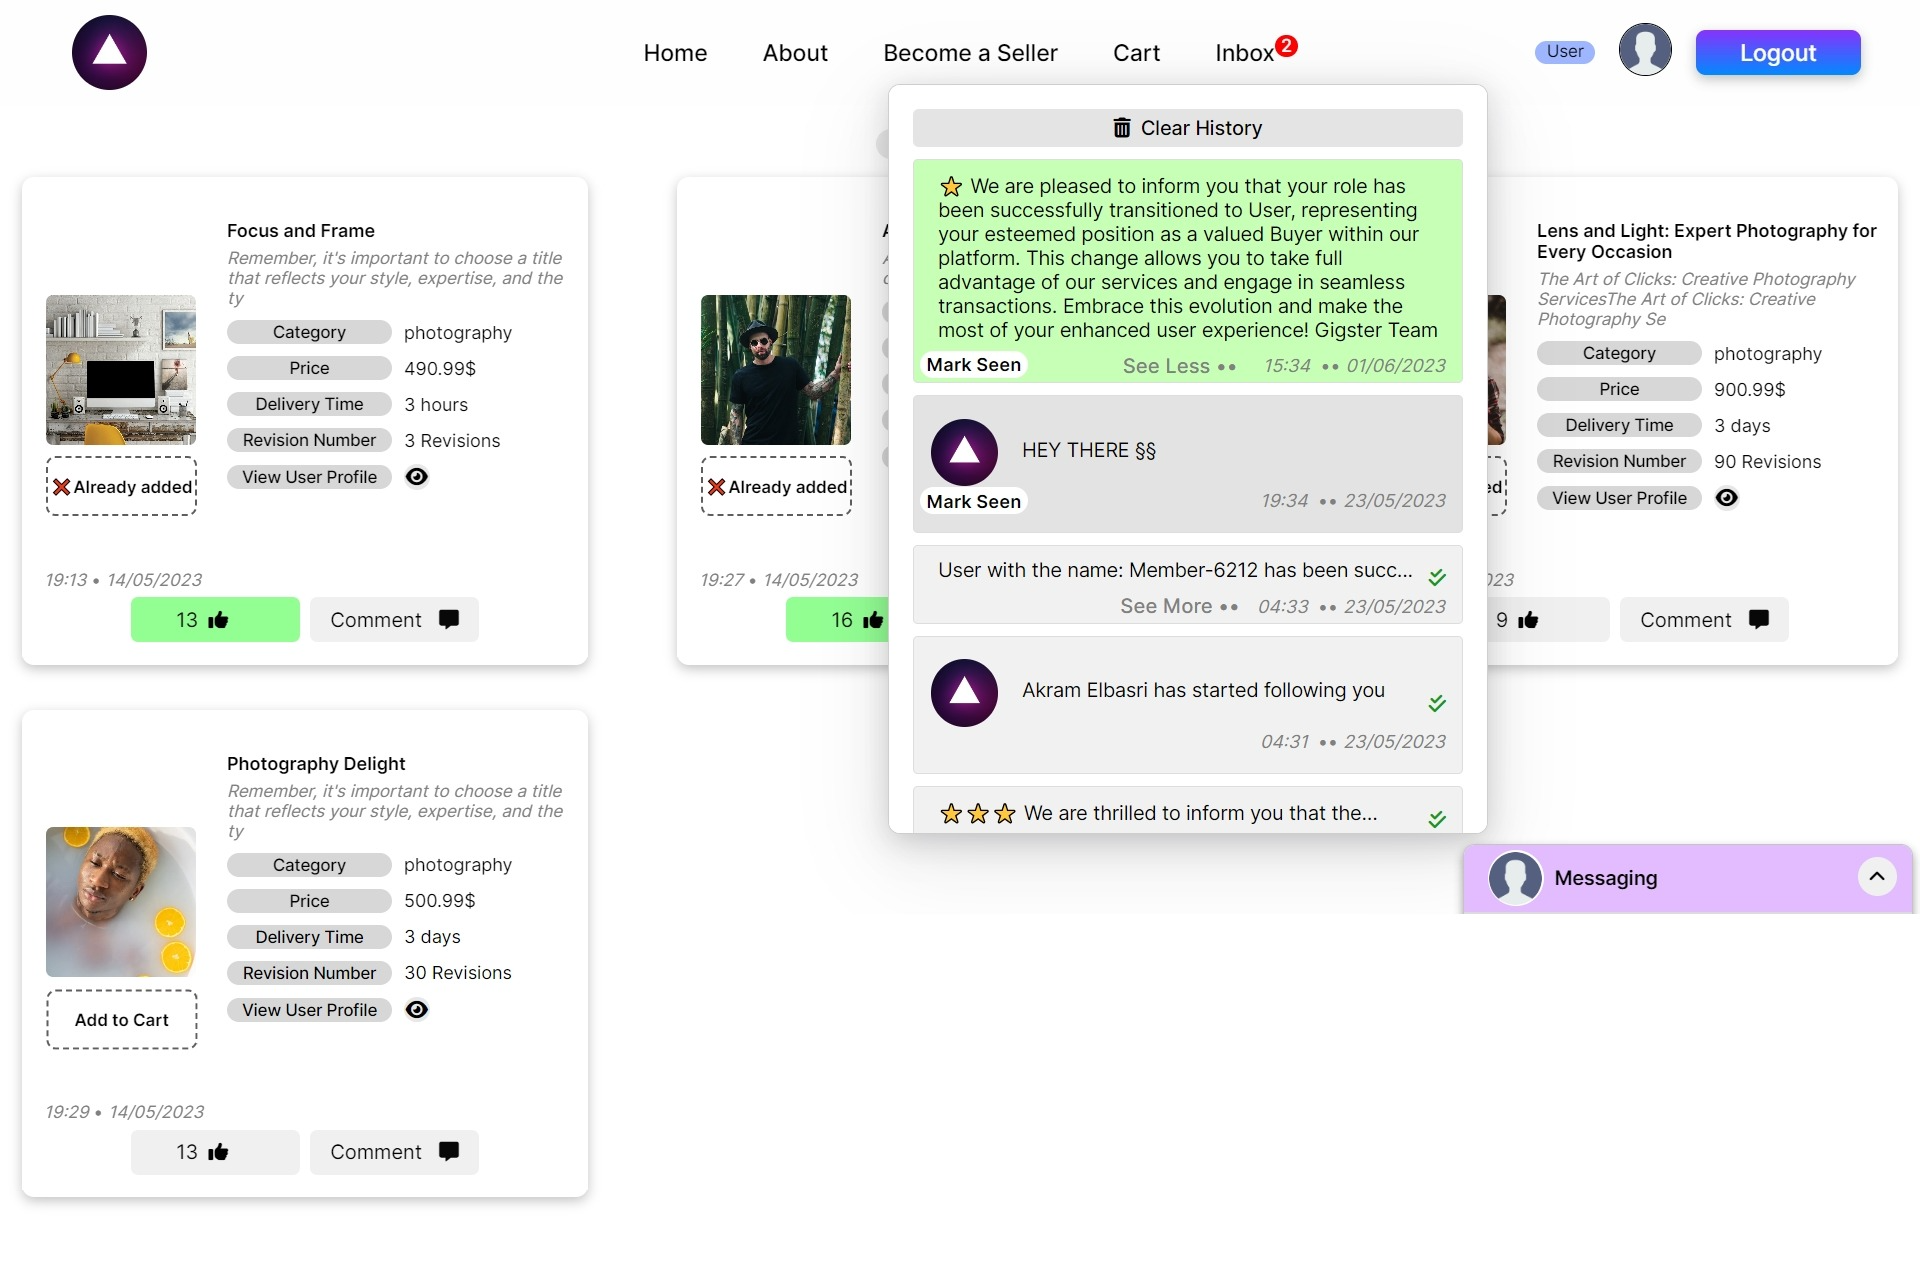 Home
About
Become a Seller
Cart
Inbox
2
User
Logout
Clear History
We are pleased to inform you that your role has
been successfully transitioned to User, representing
your esteemed position as a valued Buyer within our
platform. This change allows you to take full
advantage of our services and engage in seamless
transactions. Embrace this evolution and make the
most of your enhanced user experience! Gigster Team
Mark Seen
See Less ••
15:34 •• 01/06/2023
HEY THERE §§
Mark Seen
19:34 •• 23/05/2023
User with the name: Member-6212 has been succ...
See More ••
04:33 •• 23/05/2023
Akram Elbasri has started following you
04:31 •• 23/05/2023
We are thrilled to inform you that the...
Focus and Frame
Remember, it's important to choose a title
that reflects your style, expertise, and the
ty
Category
photography
Price
490.99$
Delivery Time
3 hours
Revision Number
3 Revisions
View User Profile
Already added
19:13 • 14/05/2023
13
Comment
Already added
19:27 • 14/05/2023
16
Lens and Light: Expert Photography for
Every Occasion
The Art of Clicks: Creative Photography
ServicesThe Art of Clicks: Creative
Photography Se
Category
photography
Price
900.99$
Delivery Time
3 days
Revision Number
90 Revisions
View User Profile
ed
023
9
Comment
Photography Delight
Remember, it's important to choose a title
that reflects your style, expertise, and the
ty
Category
photography
Price
500.99$
Delivery Time
3 days
Revision Number
30 Revisions
View User Profile
Add to Cart
19:29 • 14/05/2023
13
Comment
Messaging